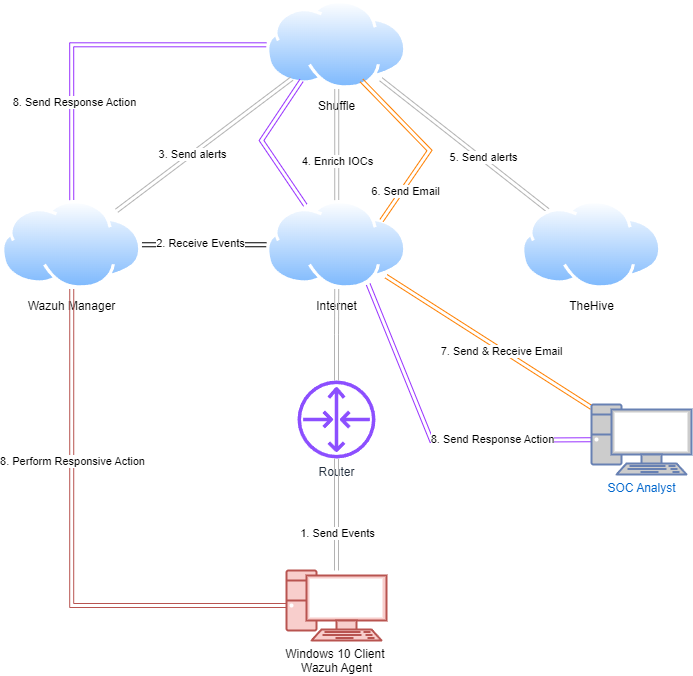 8. Send Response Action
Shuffle
3. Send alerts
4. Enrich IOCs
5. Send alerts
6. Send Email
2. Receive Events
Wazuh Manager
Internet
TheHive
7. Send & Receive Email
8. Send Response Action
8. Perform Responsive Action
Router
SOC Analyst
1. Send Events
Windows 10 Client
Wazuh Agent